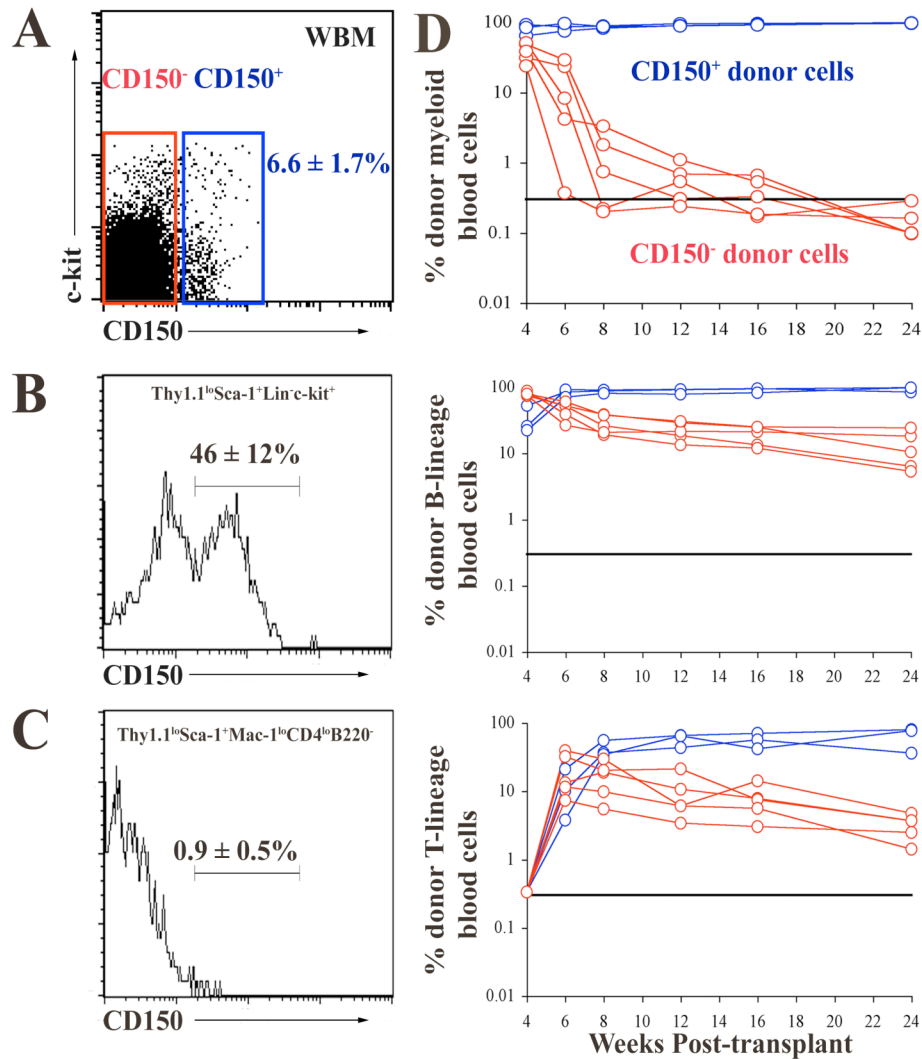 A
WBM
CD150⁻ CD150⁺
6.6 ± 1.7%
c-kit
CD150
B
Thy1.1ˡᵒSca-1⁺Lin⁻c-kit⁺
46 ± 12%
CD150
C
Thy1.1ˡᵒSca-1⁺Mac-1ˡᵒCD4ˡᵒB220⁻
0.9 ± 0.5%
CD150
D
% donor myeloid
blood cells
100
10
1
0.1
0.01
CD150⁺ donor cells
CD150⁻ donor cells
4 6 8 10 12 14 16 18 20 22 24
% donor B-lineage
blood cells
100
10
1
0.1
0.01
4 6 8 10 12 14 16 18 20 22 24
% donor T-lineage
blood cells
100
10
1
0.1
0.01
4 6 8 10 12 14 16 18 20 22 24
Weeks Post-transplant